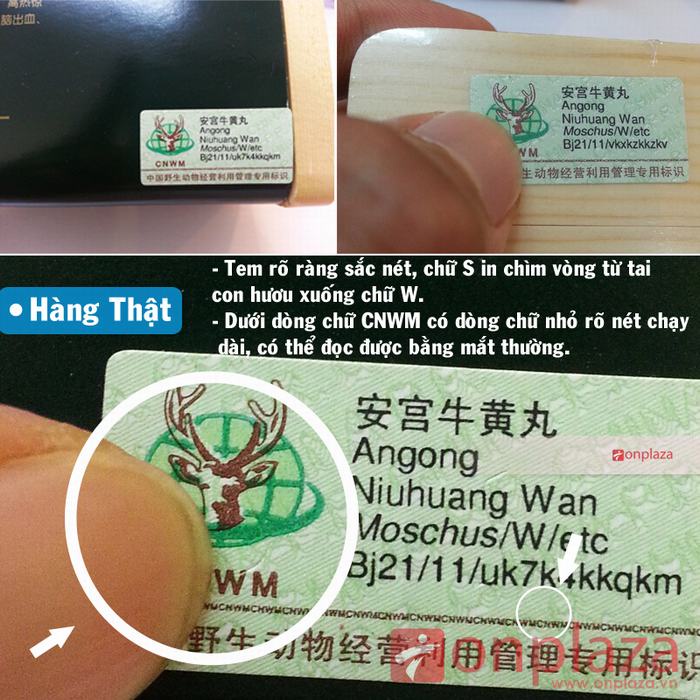 脑出血、
安宫牛黄丸
Angong
Niuhuang Wan
Moschus/W/etc
Bj21/11/uk7k4kkqkm
CNWM
中国野生动物经营利用管理专用标识
安宫牛黄丸
Angong
Niuhuang Wan
Moschus/W/etc
Bj21/11/vkxkzkkzkv
WM
生动物经营利用管理专用标识
• Hàng Thật
- Tem rõ ràng sắc nét, chữ S in chìm vòng từ tai
con hươu xuống chữ W.
- Dưới dòng chữ CNWM có dòng chữ nhỏ rõ nét chạy
dài, có thể đọc được bằng mắt thường.
安宫牛黄丸
onplaza
Angong
Niuhuang Wan
Moschus/W/etc
Bj21/11/uk7k4kkqkm
WM
CNWMCNWMCNWMCNWMCNWMCNWMCNWM
野生动物经营利用管理专用标识
onplaza
www.onplaza.vn